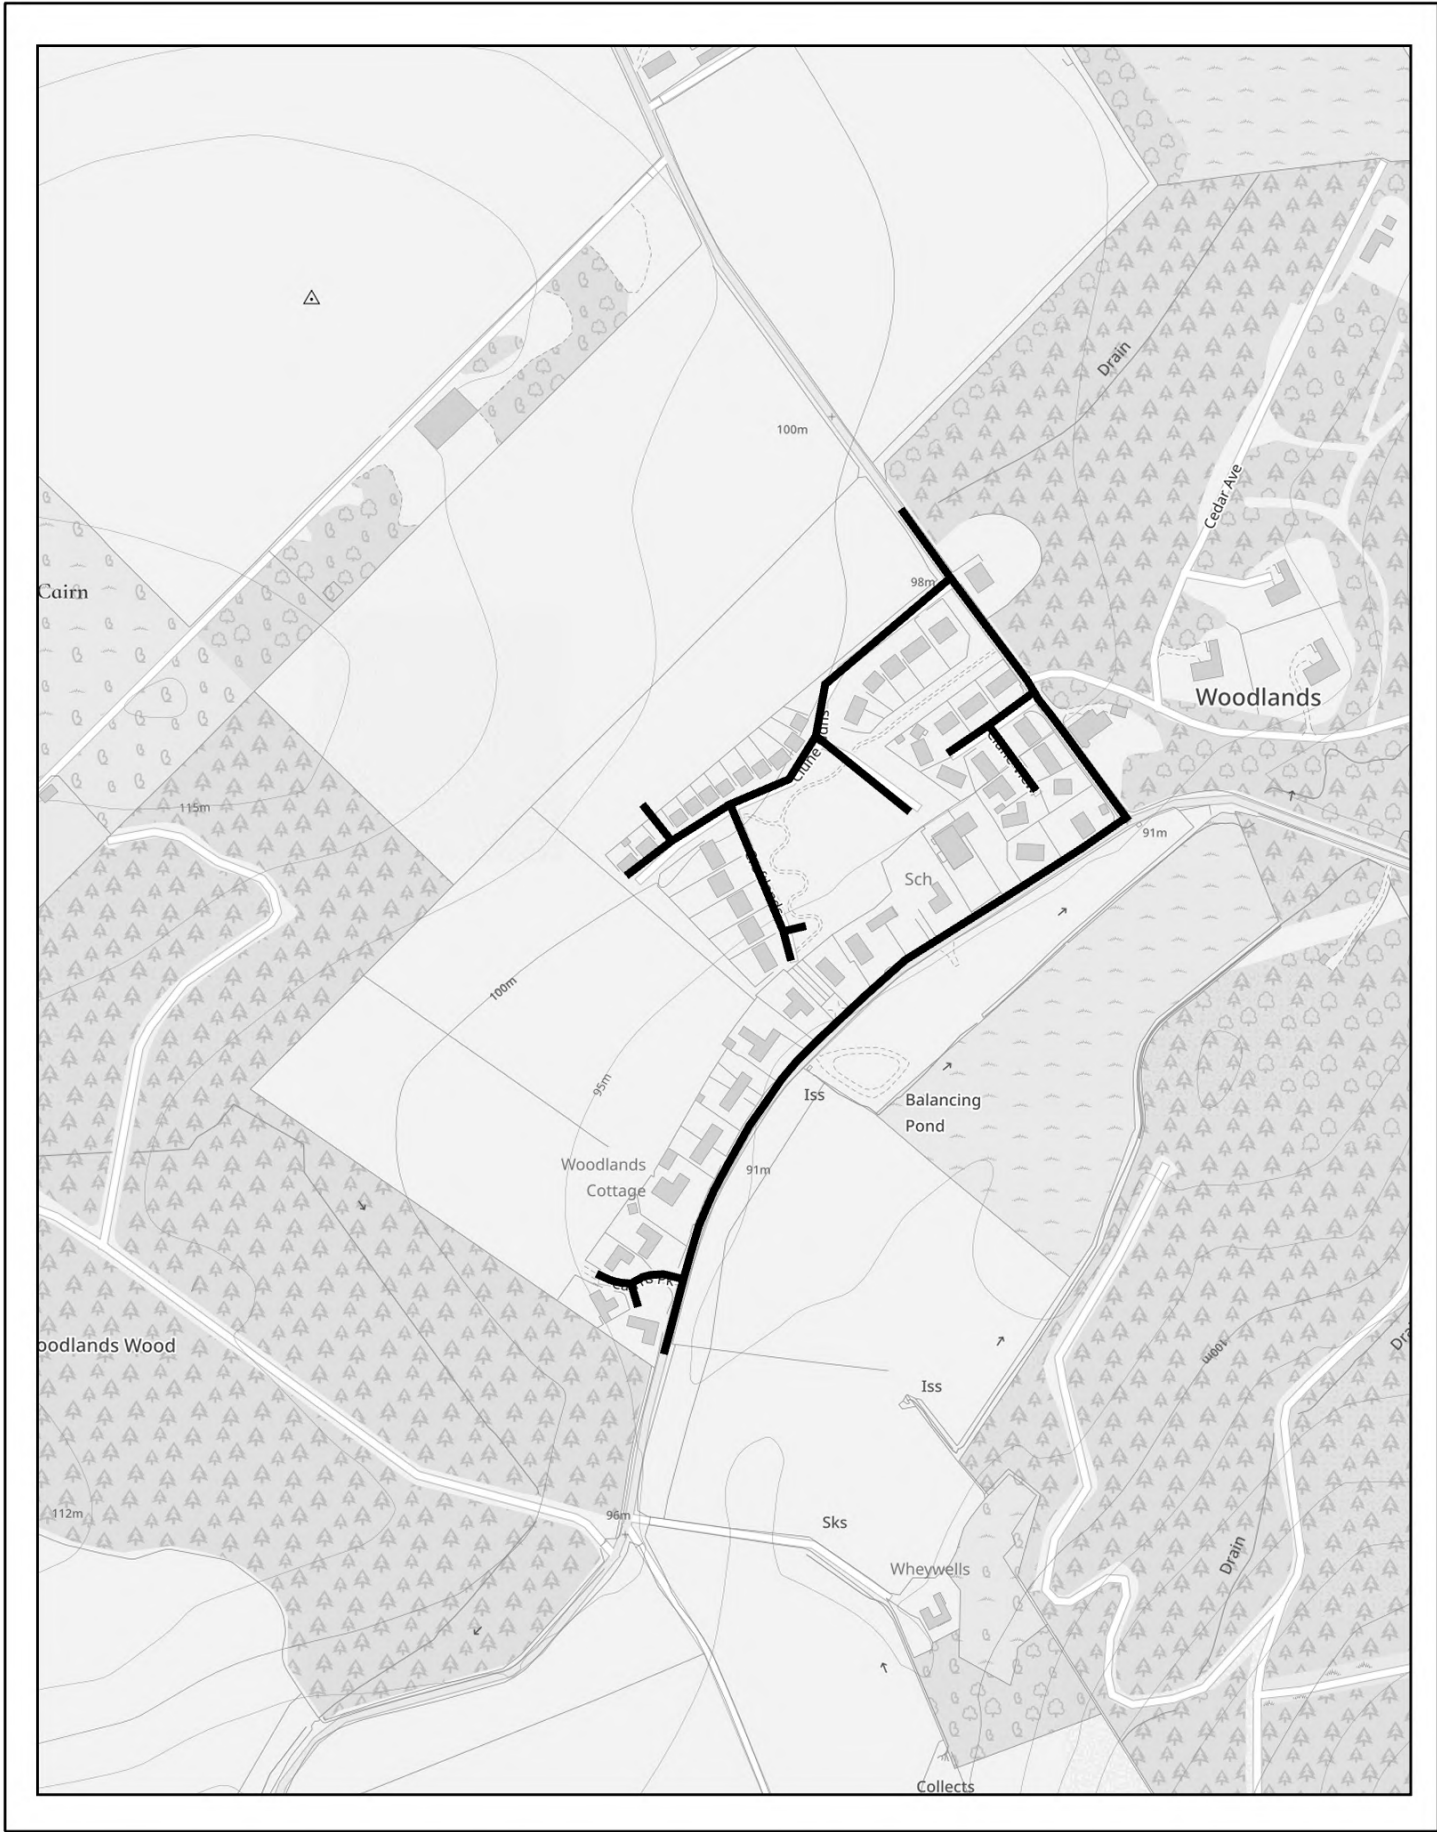 Drain
100m
Cedar Ave
98m
Cairn
Woodlands
115m
91m
Sch
100m
95m
Iss
Balancing
Pond
Woodlands
Cottage
91m
oodlands Wood
100m
Iss
112m
96m
Sks
Drain
Wheywells
Collects